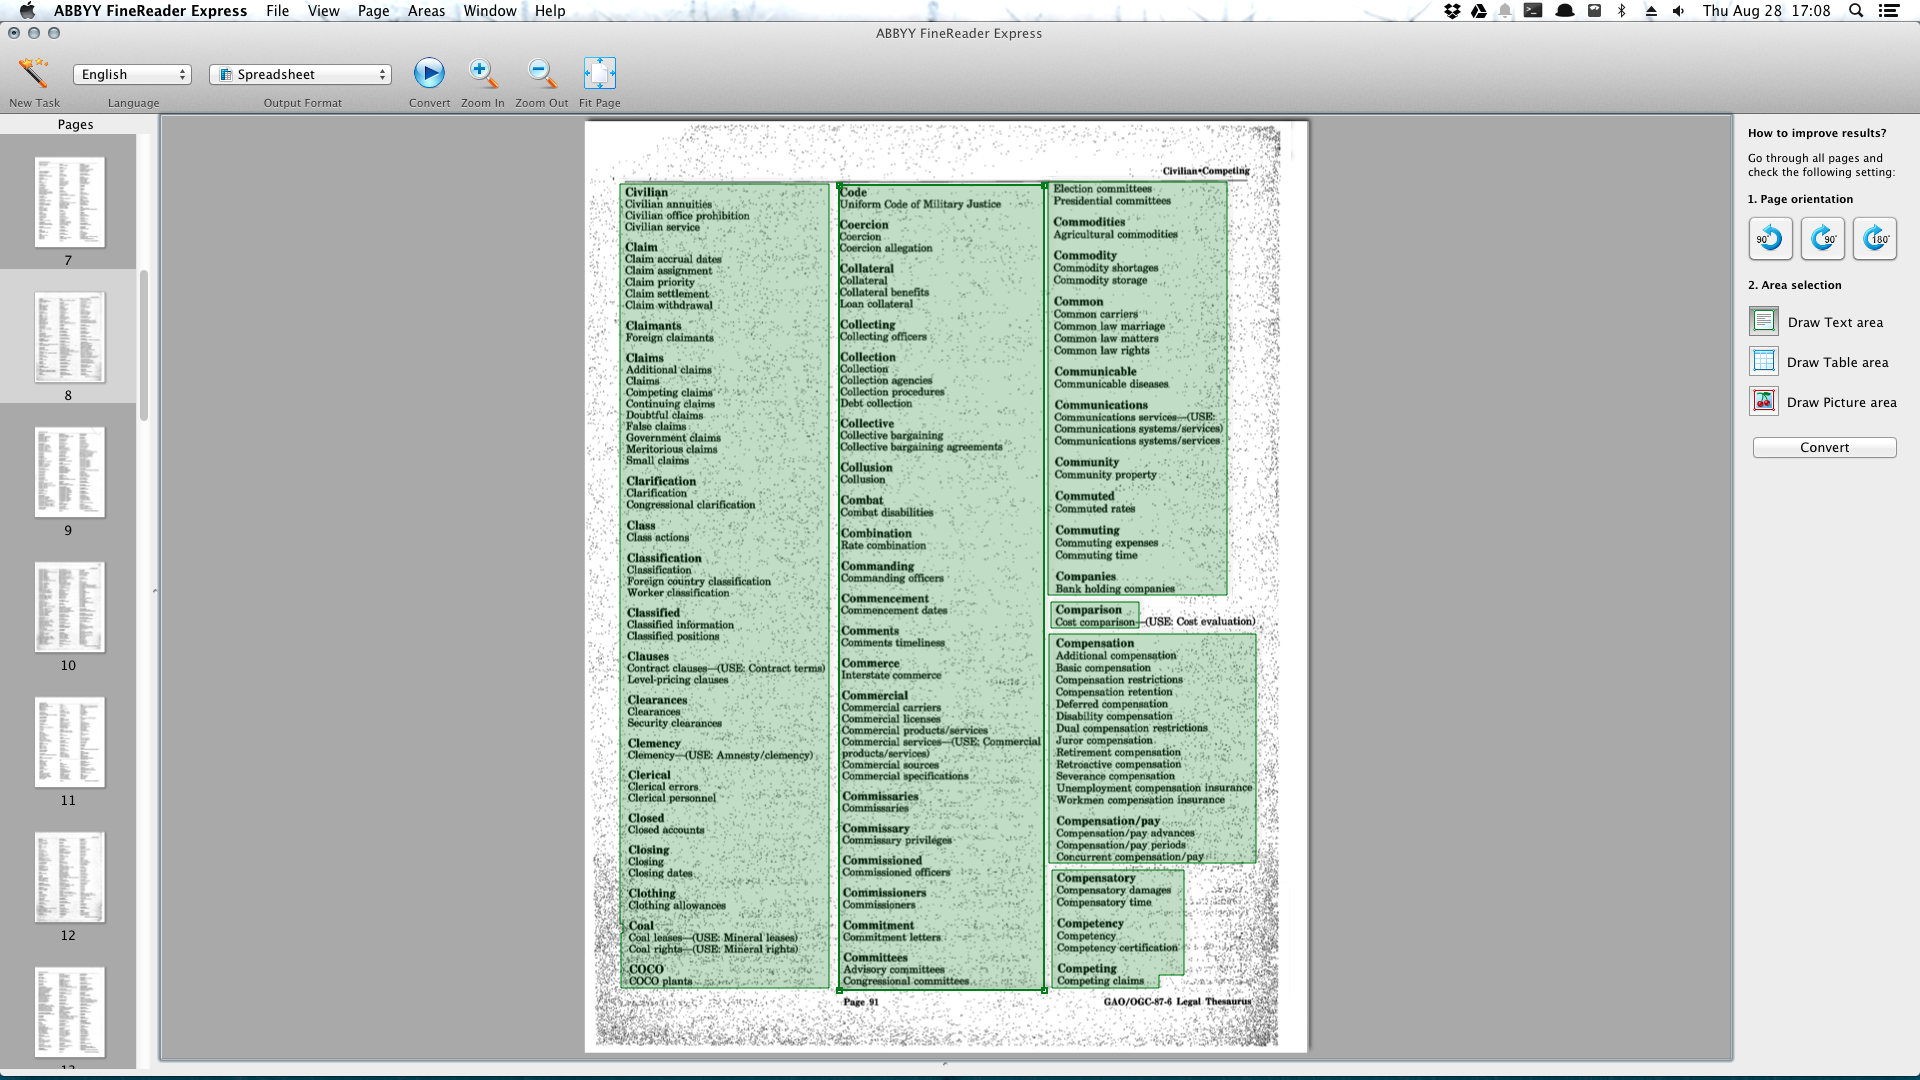 ABBYY FineReader Express File View Page Areas Window Help Thu Aug 28 17:08
ABBYY FineReader Express
English
Spreadsheet
New Task Language Output Format Convert Zoom In Zoom Out Fit Page
Pages
7
8
9
10
11
12
Civilian•Competing
Civilian
Civilian annuities
Civilian office prohibition
Civilian service
Claim
Claim accrual dates
Claim assignment
Claim priority
Claim settlement
Claim withdrawal
Claimants
Foreign claimants
Claims
Additional claims
Claims
Competing claims
Continuing claims
Doubtful claims
False claims
Government claims
Meritorious claims
Small claims
Clarification
Clarification
Congressional clarification
Class
Class actions
Classification
Classification
Foreign country classification
Worker classification
Classified
Classified information
Classified positions
Clauses
Contract clauses—(USE: Contract terms)
Level-pricing clauses
Clearances
Clearances
Security clearances
Clemency
Clemency—(USE: Amnesty/clemency)
Clerical
Clerical errors
Clerical personnel
Closed
Closed accounts
Closing
Closing
Closing dates
Clothing
Clothing allowances
Coal
Coal leases—(USE: Mineral leases)
Coal rights—(USE: Mineral rights)
COCO
COCO plants
Code
Uniform Code of Military Justice
Coercion
Coercion
Coercion allegation
Collateral
Collateral
Collateral benefits
Loan collateral
Collecting
Collecting officers
Collection
Collection
Collection agencies
Collection procedures
Debt collection
Collective
Collective bargaining
Collective bargaining agreements
Collusion
Collusion
Combat
Combat disabilities
Combination
Rate combination
Commanding
Commanding officers
Commencement
Commencement dates
Comments
Comments timeliness
Commerce
Interstate commerce
Commercial
Commercial carriers
Commercial licenses
Commercial products/services
Commercial services—(USE: Commercial
products/services)
Commercial sources
Commercial specifications
Commissaries
Commissaries
Commissary
Commissary privileges
Commissioned
Commissioned officers
Commissioners
Commissioners
Commitment
Commitment letters
Committees
Advisory committees
Congressional committees
Election committees
Presidential committees
Commodities
Agricultural commodities
Commodity
Commodity shortages
Commodity storage
Common
Common carriers
Common law marriage
Common law matters
Common law rights
Communicable
Communicable diseases
Communications
Communications services—(USE:
Communications systems/services)
Communications systems/services
Community
Community property
Commuted
Commuted rates
Commuting
Commuting expenses
Commuting time
Companies
Bank holding companies
Comparison
Cost comparison—(USE: Cost evaluation)
Compensation
Additional compensation
Basic compensation
Compensation restrictions
Compensation retention
Deferred compensation
Disability compensation
Dual compensation restrictions
Juror compensation
Retirement compensation
Retroactive compensation
Severance compensation
Unemployment compensation insurance
Workmen compensation insurance
Compensation/pay
Compensation/pay advances
Compensation/pay periods
Concurrent compensation/pay
Compensatory
Compensatory damages
Compensatory time
Competency
Competency
Competency certification
Competing
Competing claims
Page 91
GAO/OGC-87-6 Legal Thesaurus
How to improve results?
Go through all pages and
check the following setting:
1. Page orientation
90° 90° 180°
2. Area selection
Draw Text area
Draw Table area
Draw Picture area
Convert